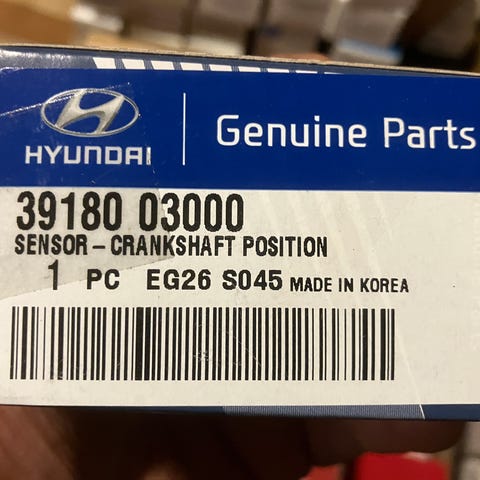 HYUNDAI
Genuine Parts
39180 03000
SENSOR-CRANKSHAFT POSITION
1 PC EG26 S045 MADE IN KOREA